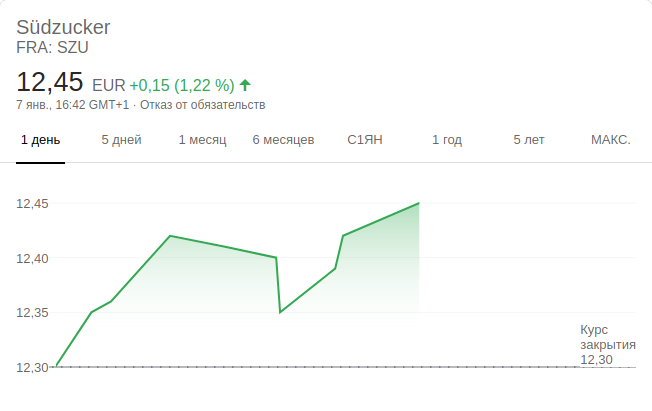 Südzucker
FRA: SZU
12,45 EUR +0,15 (1,22 %)
7 янв., 16:42 GMT+1 · Отказ от обязательств
1 день 5 дней 1 месяц 6 месяцев С1ЯН 1 год 5 лет МАКС.
12,45
12,40
12,35
12,30
Курс
закрытия
12,30